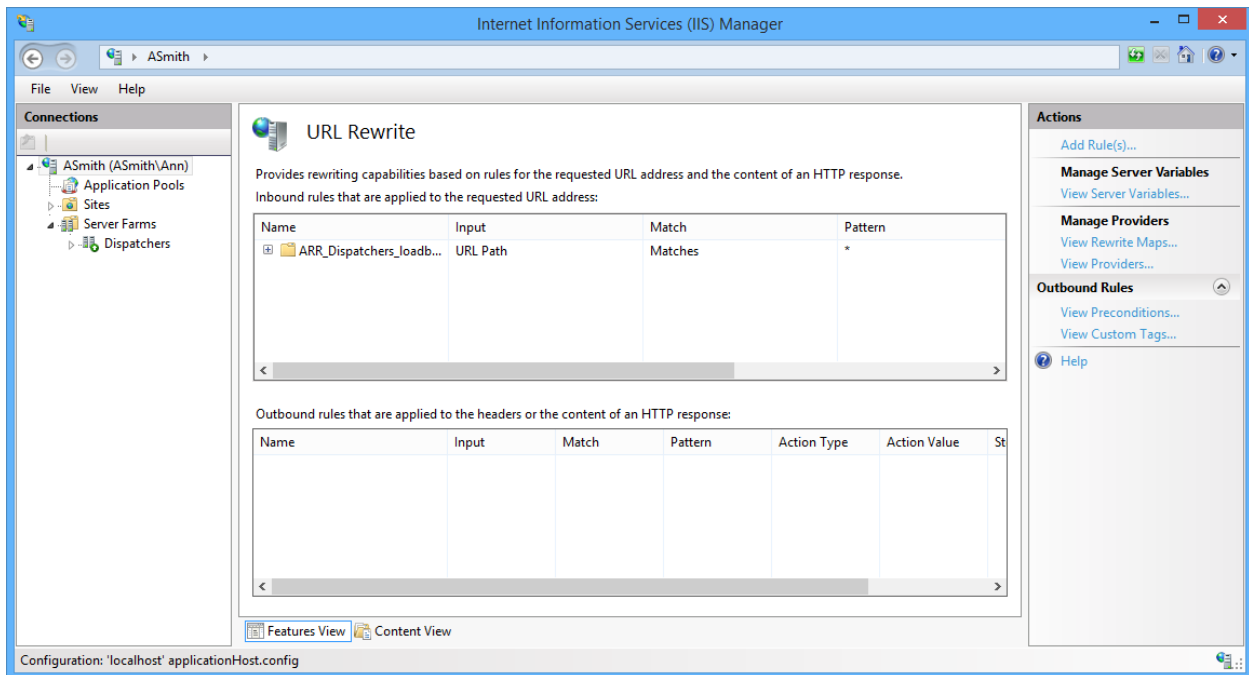 Internet Information Services (IIS) Manager
ASmith
File View Help
Connections
ASmith (ASmith\Ann)
Application Pools
Sites
Server Farms
Dispatchers
URL Rewrite
Provides rewriting capabilities based on rules for the requested URL address and the content of an HTTP response.
Inbound rules that are applied to the requested URL address:
Name Input Match Pattern
ARR_Dispatchers_loadb... URL Path Matches *
Outbound rules that are applied to the headers or the content of an HTTP response:
Name Input Match Pattern Action Type Action Value St
Features View Content View
Actions
Add Rule(s)...
Manage Server Variables
View Server Variables...
Manage Providers
View Rewrite Maps...
View Providers...
Outbound Rules
View Preconditions...
View Custom Tags...
Help
Configuration: 'localhost' applicationHost.config